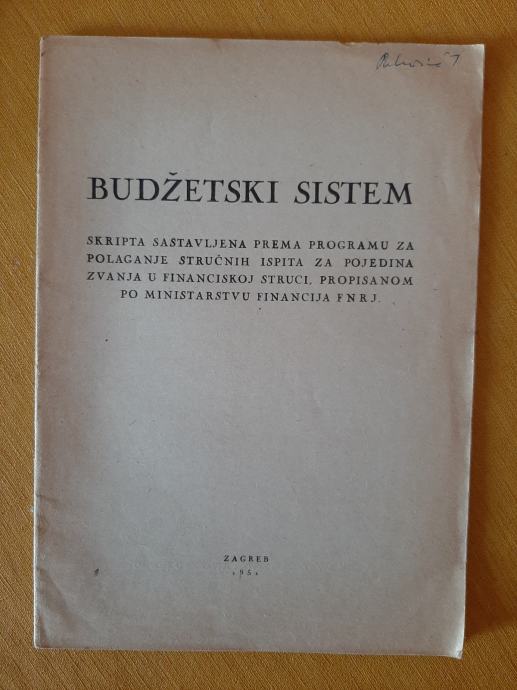 BUDŽETSKI SISTEM
SKRIPTA SASTAVLJENA PREMA PROGRAMU ZA
POLAGANJE STRUČNIH ISPITA ZA POJEDINA
ZVANJA U FINANCISKOJ STRUCI, PROPISANOM
PO MINISTARSTVU FINANCIJA FNRJ.
ZAGREB
1951